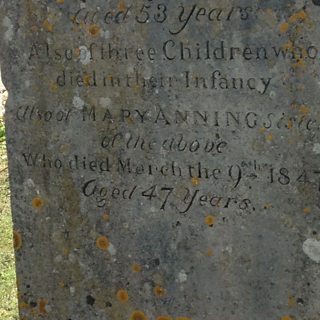 Aged 53 Years
Also of three Children who
died in their Infancy
Also of MARY ANNING sister
of the above
Who died March the 9th 1847
Aged 47 Years.